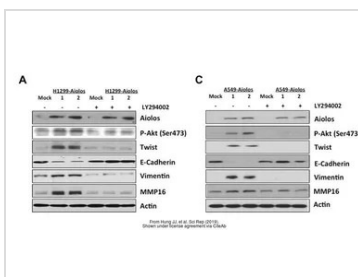 A
H1299-Aiolos H1299-Aiolos
Mock 1 2 Mock 1 2
- - - + + + LY294002
Aiolos
P-Akt (Ser473)
Twist
E-Cadherin
Vimentin
MMP16
Actin
C
A549-Aiolos A549-Aiolos
Mock 1 2 Mock 1 2
LY294002
- - - + + +
Aiolos
P-Akt (Ser473)
Twist
E-Cadherin
Vimentin
MMP16
Actin
From Hung JJ, et al. Sci Rep (2019).
Shown under license agreement via CiteAb